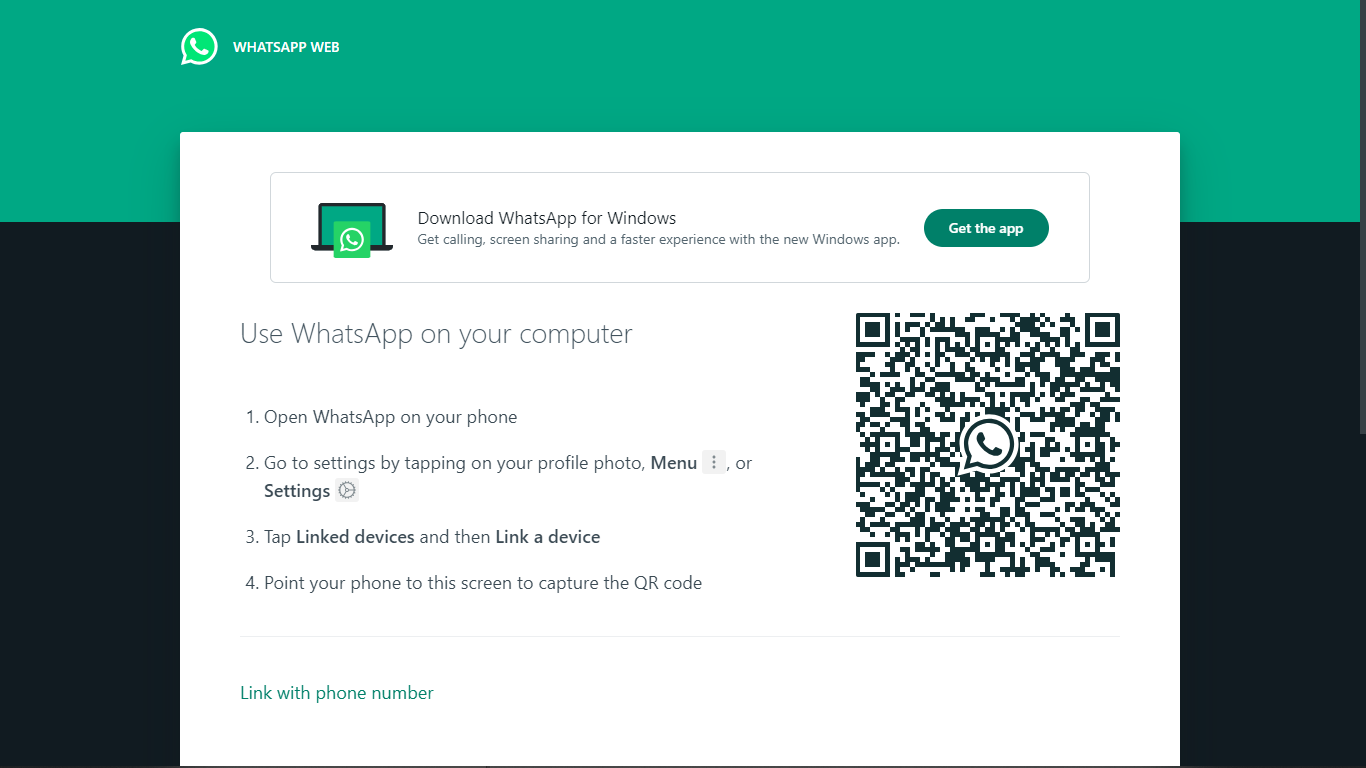 WHATSAPP WEB
Download WhatsApp for Windows
Get calling, screen sharing and a faster experience with the new Windows app.
Get the app
Use WhatsApp on your computer
1. Open WhatsApp on your phone
2. Go to settings by tapping on your profile photo, Menu , or
Settings
3. Tap Linked devices and then Link a device
4. Point your phone to this screen to capture the QR code
Link with phone number